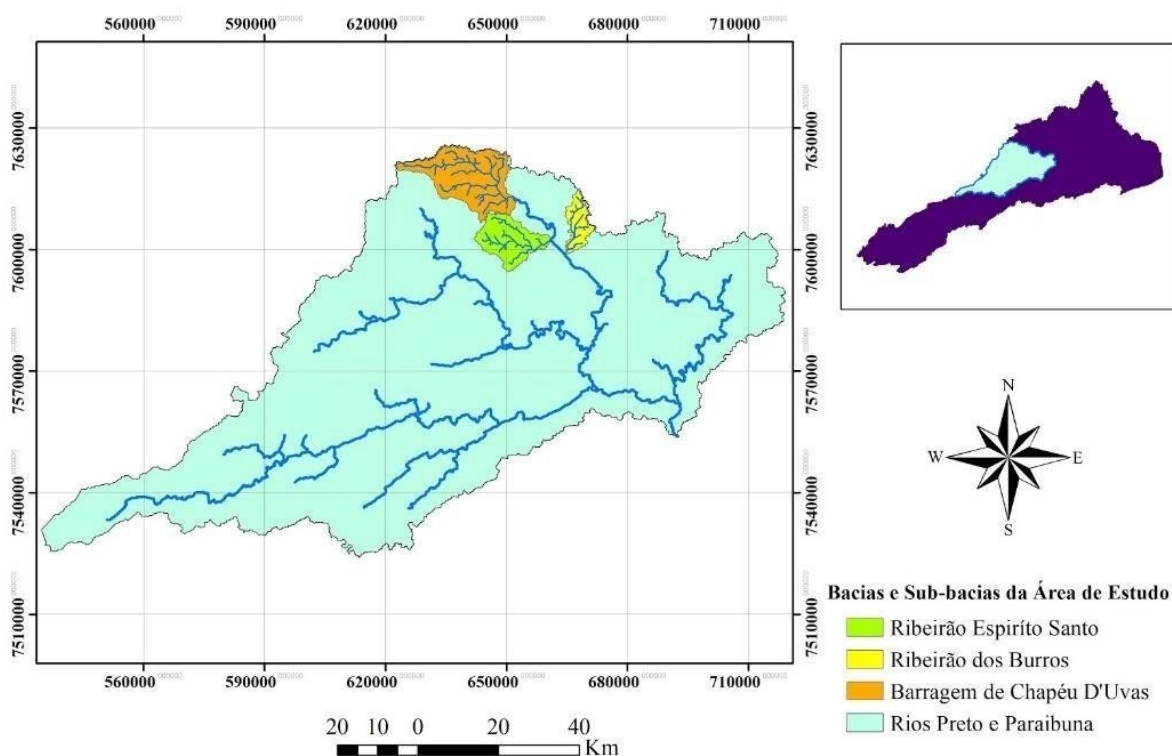 560000 590000 620000 650000 680000 710000
7630000
7600000
7570000
7540000
7510000
7630000
7600000
7570000
7540000
7510000
560000 590000 620000 650000 680000 710000
20 10 0 20 40
Km
N
W E
S
Bacias e Sub-bacias da Área de Estudo
Ribeirão Espiríto Santo
Ribeirão dos Burros
Barragem de Chapéu D'Uvas
Rios Preto e Paraibuna